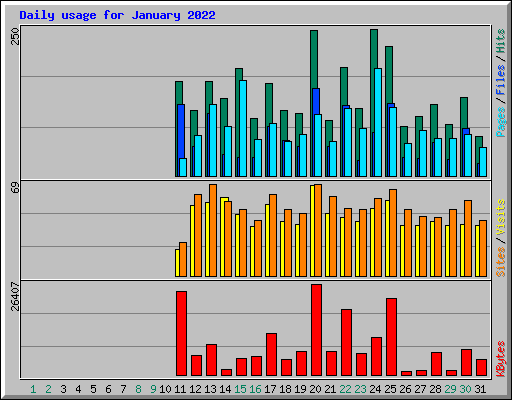 Daily usage for January 2022
250
Pages / Files / Hits
69
Sites / Visits
26407
KBytes
1 2 3 4 5 6 7 8 9 10 11 12 13 14 15 16 17 18 19 20 21 22 23 24 25 26 27 28 29 30 31